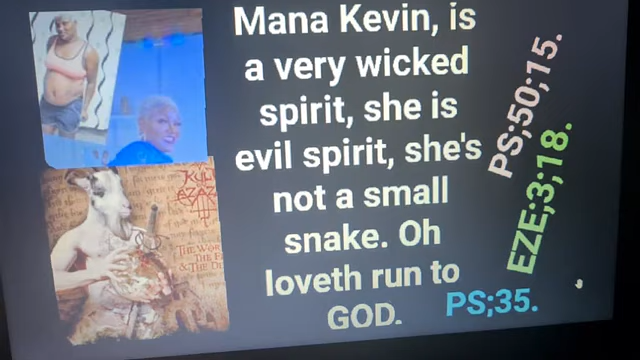 Mana Kevin, is
a very wicked
spirit, she is
evil spirit, she's
not a small
snake. Oh
loveth run to
GOD.
PS;50;15.
EZE;3;18.
PS;35.